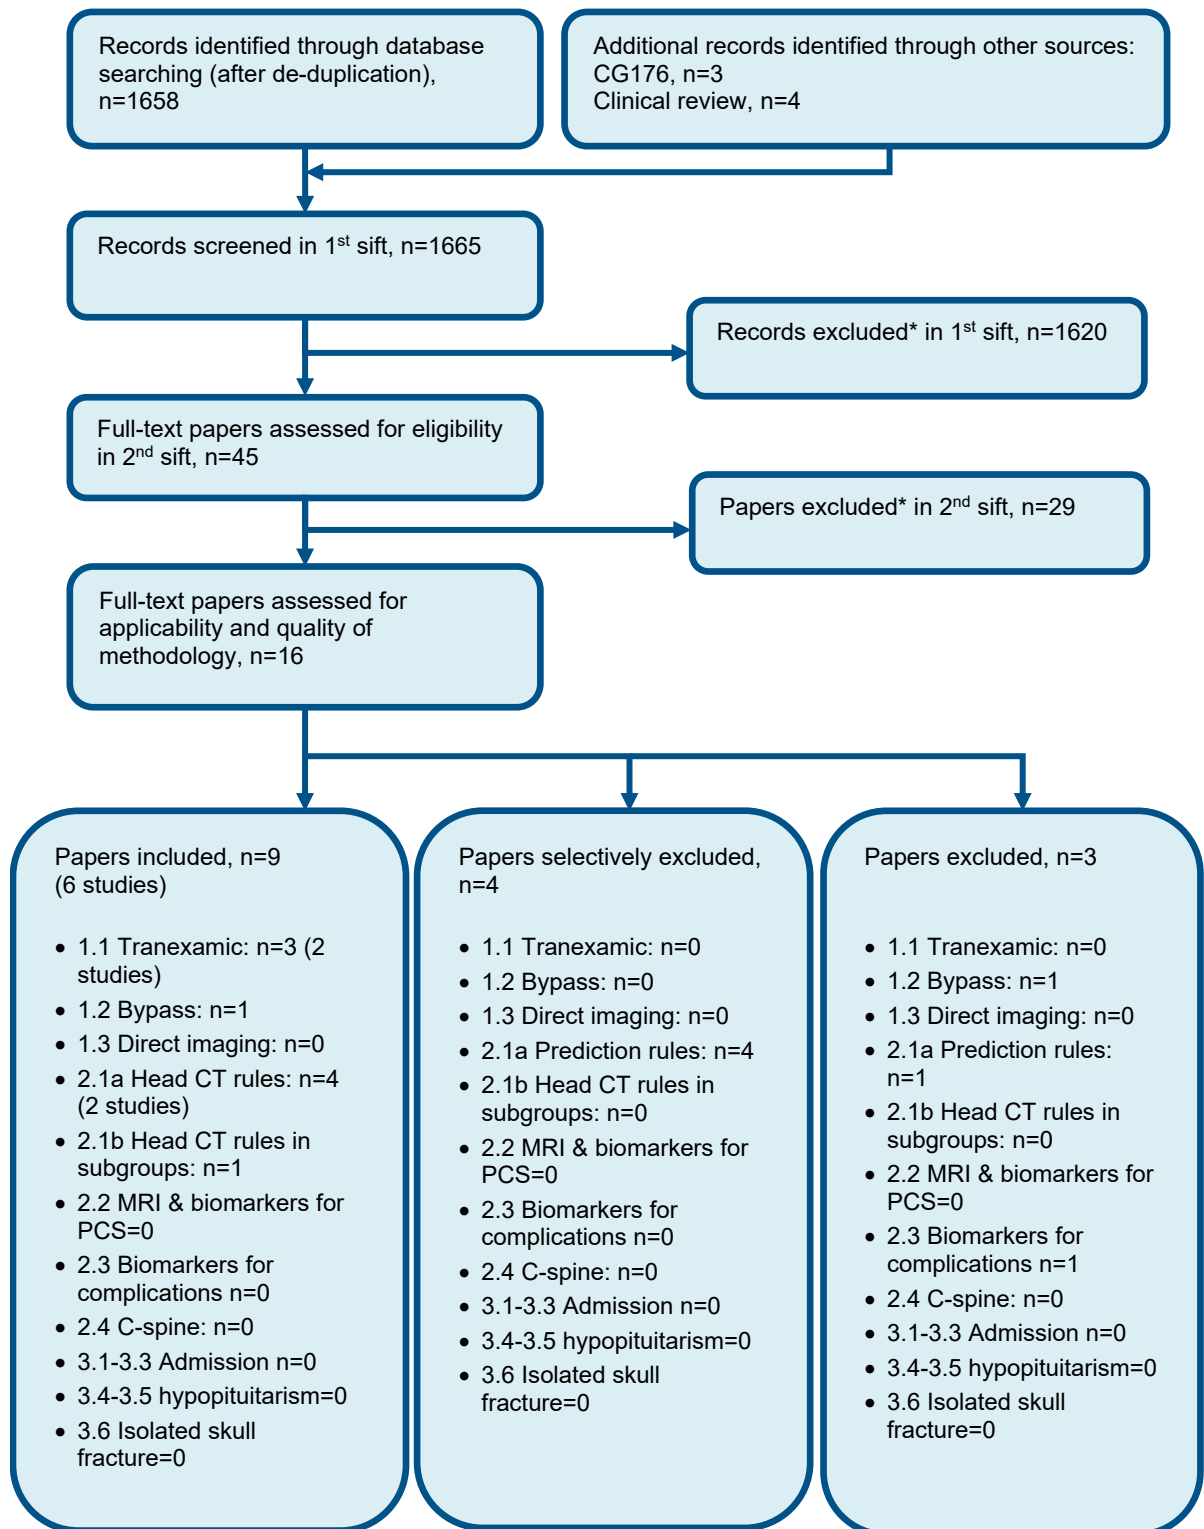 Records identified through database
searching (after de-duplication),
n=1658
Additional records identified through other sources:
CG176, n=3
Clinical review, n=4
Records screened in 1st sift, n=1665
Records excluded* in 1st sift, n=1620
Full-text papers assessed for eligibility
in 2nd sift, n=45
Papers excluded* in 2nd sift, n=29
Full-text papers assessed for
applicability and quality of
methodology, n=16
Papers included, n=9
(6 studies)
• 1.1 Tranexamic: n=3 (2
studies)
• 1.2 Bypass: n=1
• 1.3 Direct imaging: n=0
• 2.1a Head CT rules: n=4
(2 studies)
• 2.1b Head CT rules in
subgroups: n=1
• 2.2 MRI & biomarkers for
PCS=0
• 2.3 Biomarkers for
complications n=0
• 2.4 C-spine: n=0
• 3.1-3.3 Admission n=0
• 3.4-3.5 hypopituitarism=0
• 3.6 Isolated skull
fracture=0
Papers selectively excluded,
n=4
• 1.1 Tranexamic: n=0
• 1.2 Bypass: n=0
• 1.3 Direct imaging: n=0
• 2.1a Prediction rules: n=4
• 2.1b Head CT rules in
subgroups: n=0
• 2.2 MRI & biomarkers for
PCS=0
• 2.3 Biomarkers for
complications n=0
• 2.4 C-spine: n=0
• 3.1-3.3 Admission n=0
• 3.4-3.5 hypopituitarism=0
• 3.6 Isolated skull
fracture=0
Papers excluded, n=3
• 1.1 Tranexamic: n=0
• 1.2 Bypass: n=1
• 1.3 Direct imaging: n=0
• 2.1a Prediction rules:
n=1
• 2.1b Head CT rules in
subgroups: n=0
• 2.2 MRI & biomarkers for
PCS=0
• 2.3 Biomarkers for
complications n=1
• 2.4 C-spine: n=0
• 3.1-3.3 Admission n=0
• 3.4-3.5 hypopituitarism=0
• 3.6 Isolated skull
fracture=0